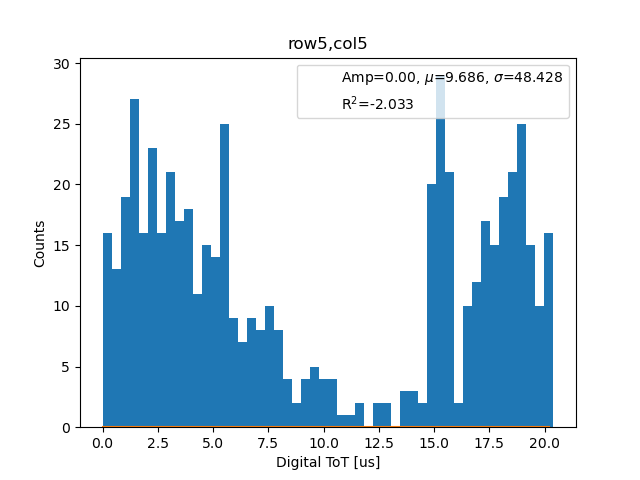 row5,col5
Amp=0.00, μ=9.686, σ=48.428
R²=-2.033
30
25
20
15
10
5
0
Counts
0.0 2.5 5.0 7.5 10.0 12.5 15.0 17.5 20.0
Digital ToT [us]